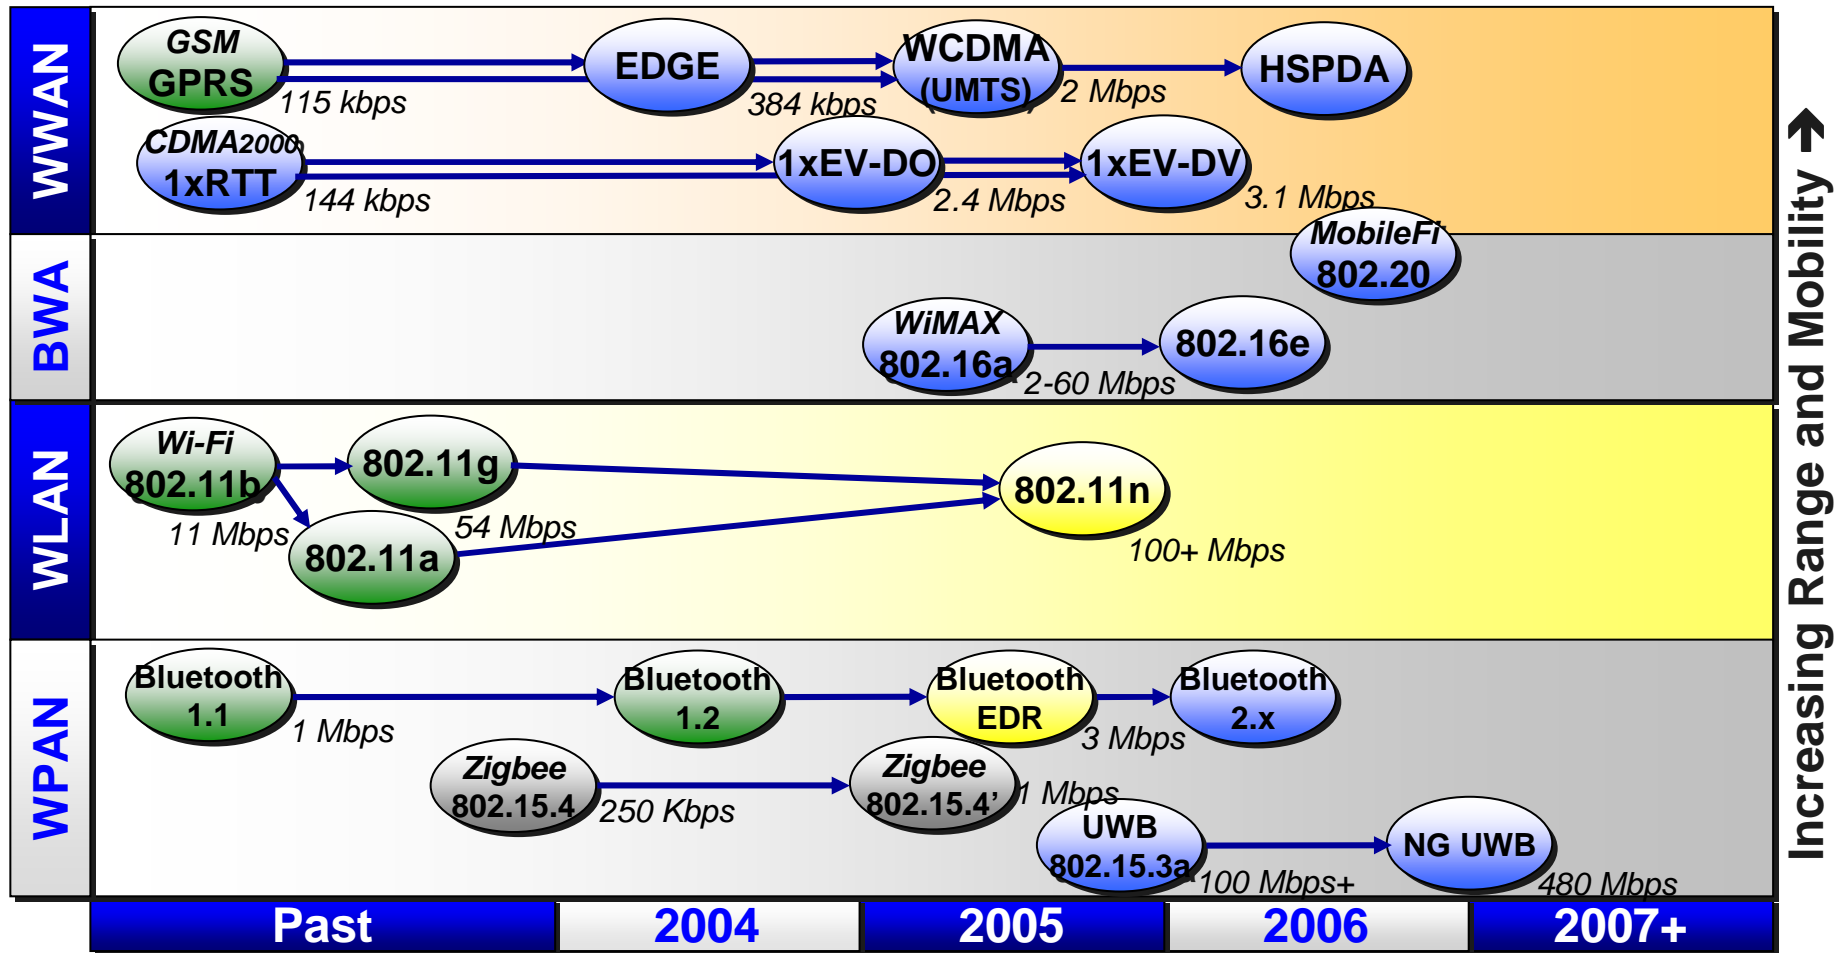 WWAN
GSM
GPRS
115 kbps
EDGE
384 kbps
WCDMA
(UMTS)
2 Mbps
HSPDA
CDMA2000
1xRTT
144 kbps
1xEV-DO
2.4 Mbps
1xEV-DV
3.1 Mbps
BWA
MobileFi
802.20
WiMAX
802.16a
2-60 Mbps
802.16e
WLAN
Wi-Fi
802.11b
11 Mbps
802.11g
54 Mbps
802.11a
802.11n
100+ Mbps
WPAN
Bluetooth
1.1
1 Mbps
Bluetooth
1.2
Bluetooth
EDR
3 Mbps
Bluetooth
2.x
Zigbee
802.15.4
250 Kbps
Zigbee
802.15.4’
1 Mbps
UWB
802.15.3a
100 Mbps+
NG UWB
480 Mbps
Past
2004
2005
2006
2007+
Increasing Range and Mobility →